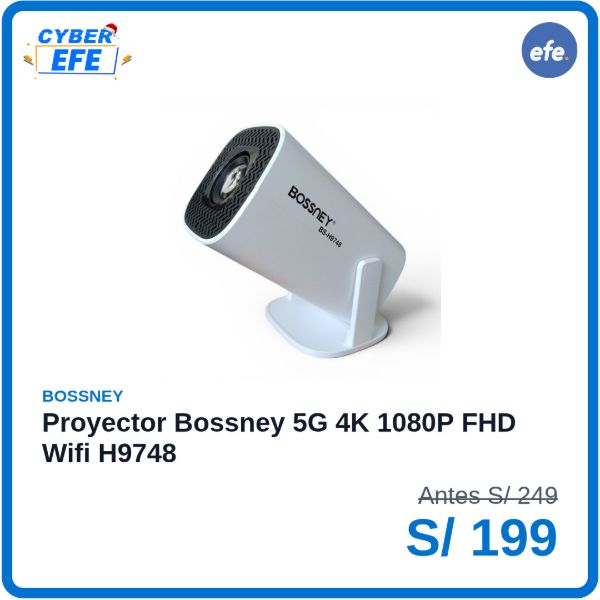 CYBER
EFE
efe.
BOSSNEY®
BS-H9748
BOSSNEY
Proyector Bossney 5G 4K 1080P FHD
Wifi H9748
Antes S/ 249
S/ 199